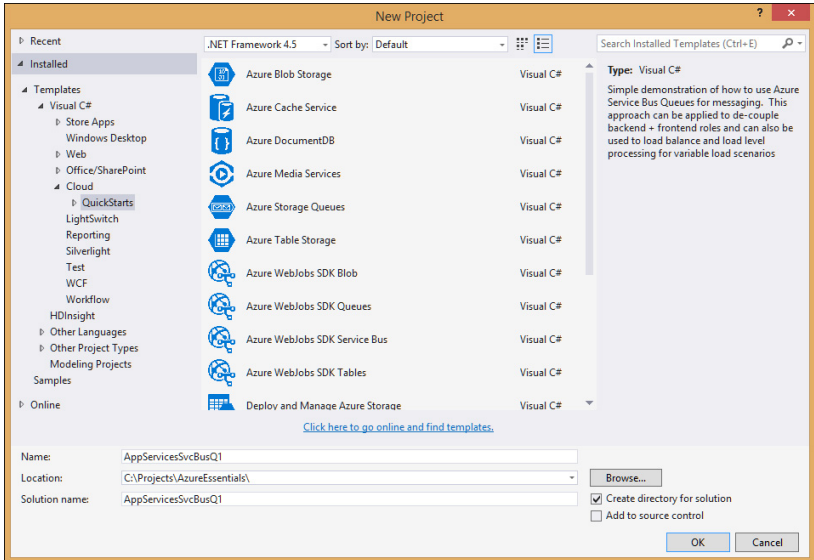 New Project
? ×
Recent
.NET Framework 4.5
Sort by: Default
Search Installed Templates (Ctrl+E)
Installed
Templates
Visual C#
Store Apps
Windows Desktop
Web
Office/SharePoint
Cloud
QuickStarts
LightSwitch
Reporting
Silverlight
Test
WCF
Workflow
HDInsight
Other Languages
Other Project Types
Modeling Projects
Samples
Online
Azure Blob Storage Visual C#
Azure Cache Service Visual C#
Azure DocumentDB Visual C#
Azure Media Services Visual C#
Azure Storage Queues Visual C#
Azure Table Storage Visual C#
Azure WebJobs SDK Blob Visual C#
Azure WebJobs SDK Queues Visual C#
Azure WebJobs SDK Service Bus Visual C#
Azure WebJobs SDK Tables Visual C#
Deploy and Manage Azure Storage Visual C#
Click here to go online and find templates.
Type: Visual C#
Simple demonstration of how to use Azure
Service Bus Queues for messaging. This
approach can be applied to de-couple
backend + frontend roles and can also be
used to load balance and load level
processing for variable load scenarios
Name: AppServicesSvcBusQ1
Location: C:\Projects\AzureEssentials\
Browse...
Solution name: AppServicesSvcBusQ1
Create directory for solution
Add to source control
OK Cancel